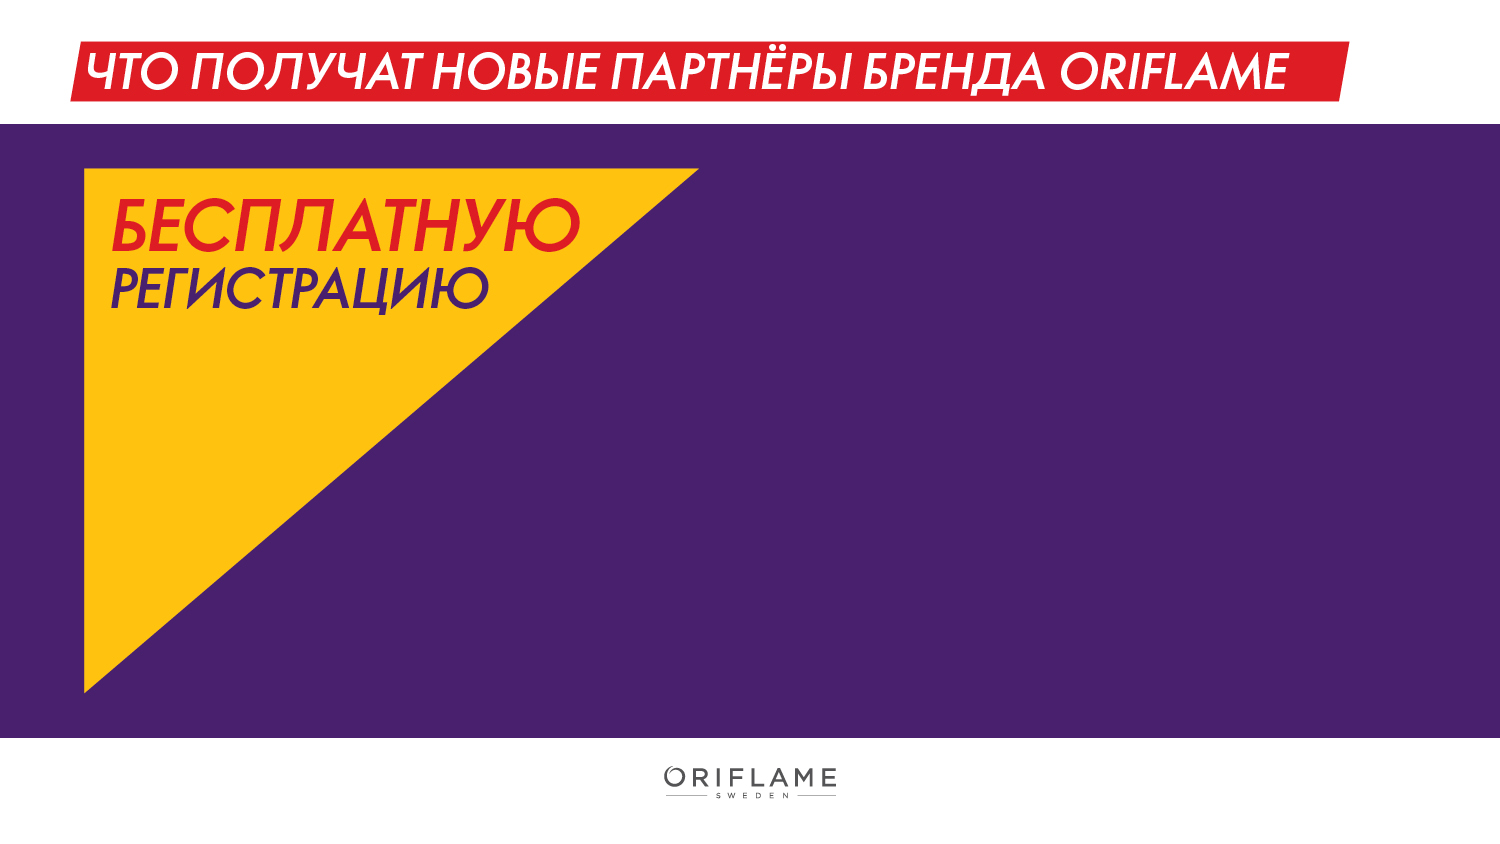 ЧТО ПОЛУЧАТ НОВЫЕ ПАРТНЁРЫ БРЕНДА ORIFLAME
БЕСПЛАТНУЮ
РЕГИСТРАЦИЮ
ORIFLAME
SWEDEN